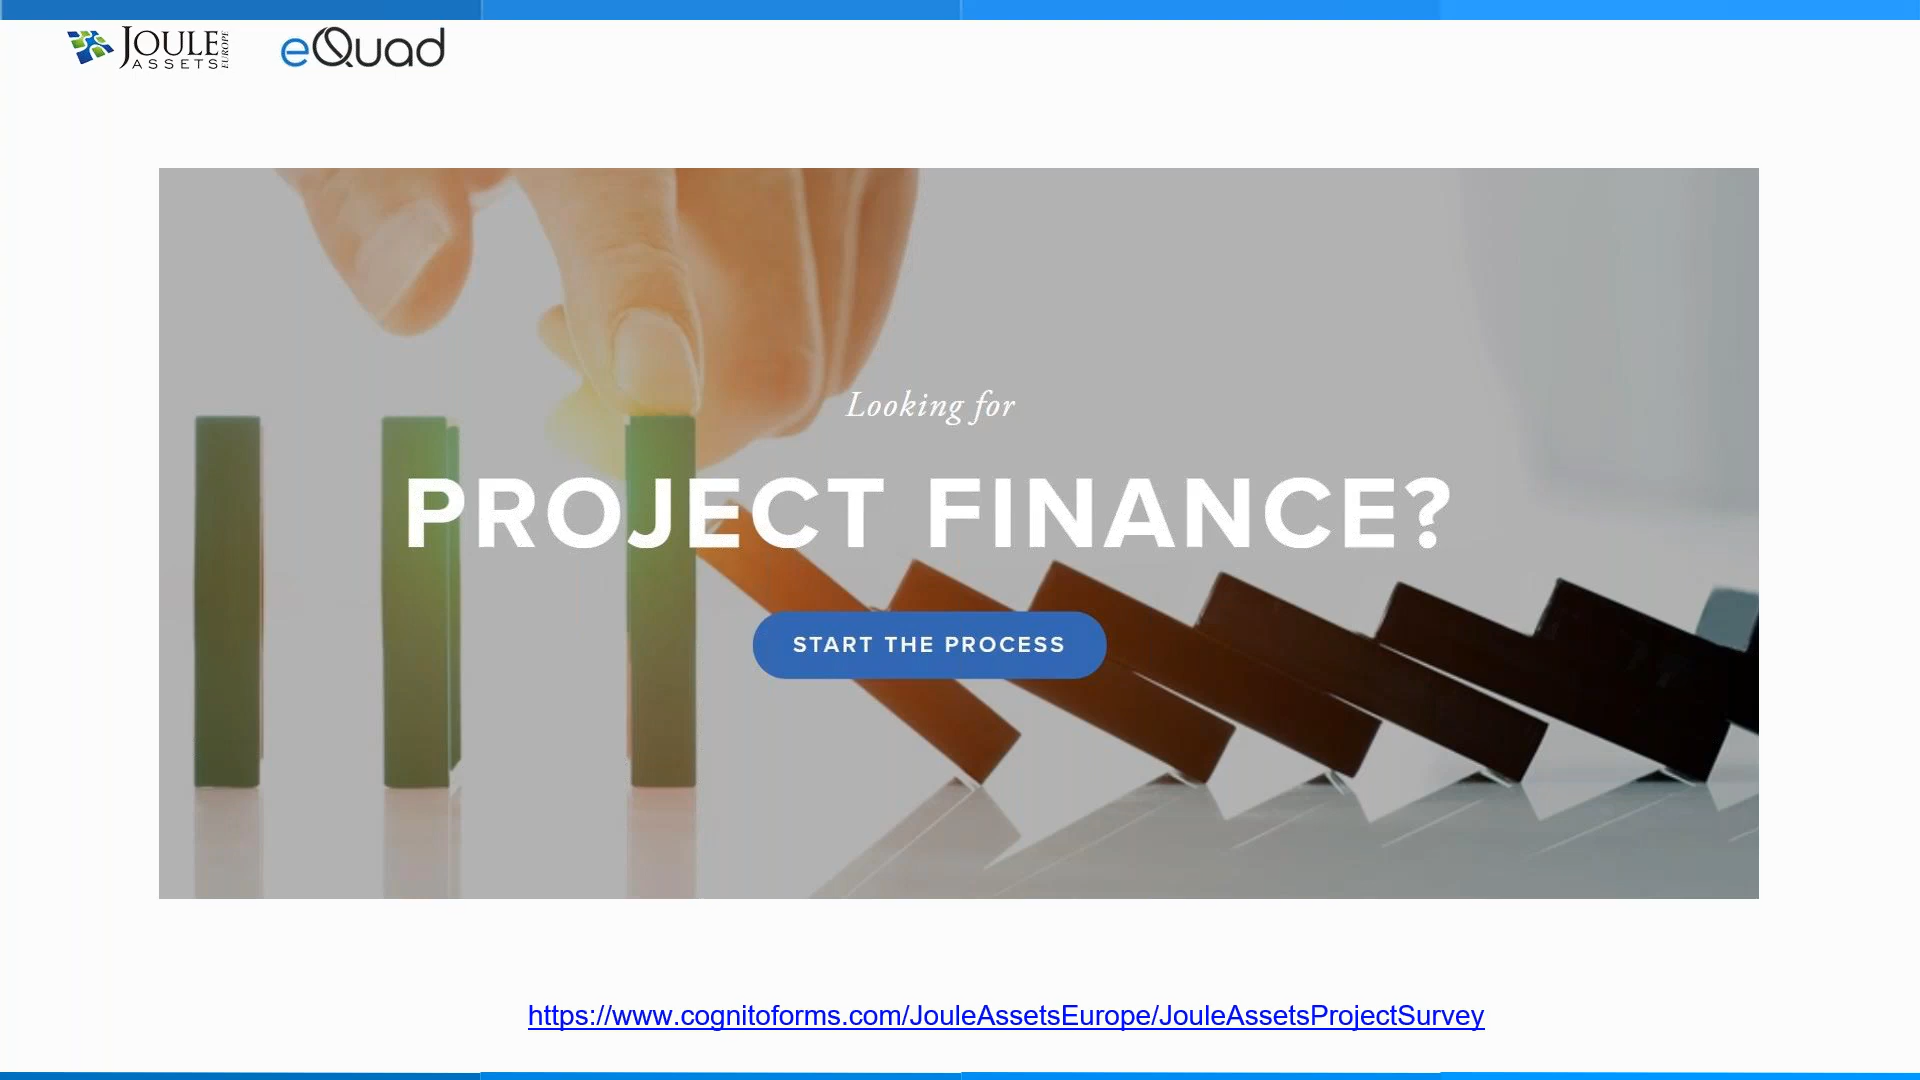 JOULE
ASSETS
EUROPE
eQuad
Looking for
PROJECT FINANCE?
START THE PROCESS
https://www.cognitoforms.com/JouleAssetsEurope/JouleAssetsProjectSurvey